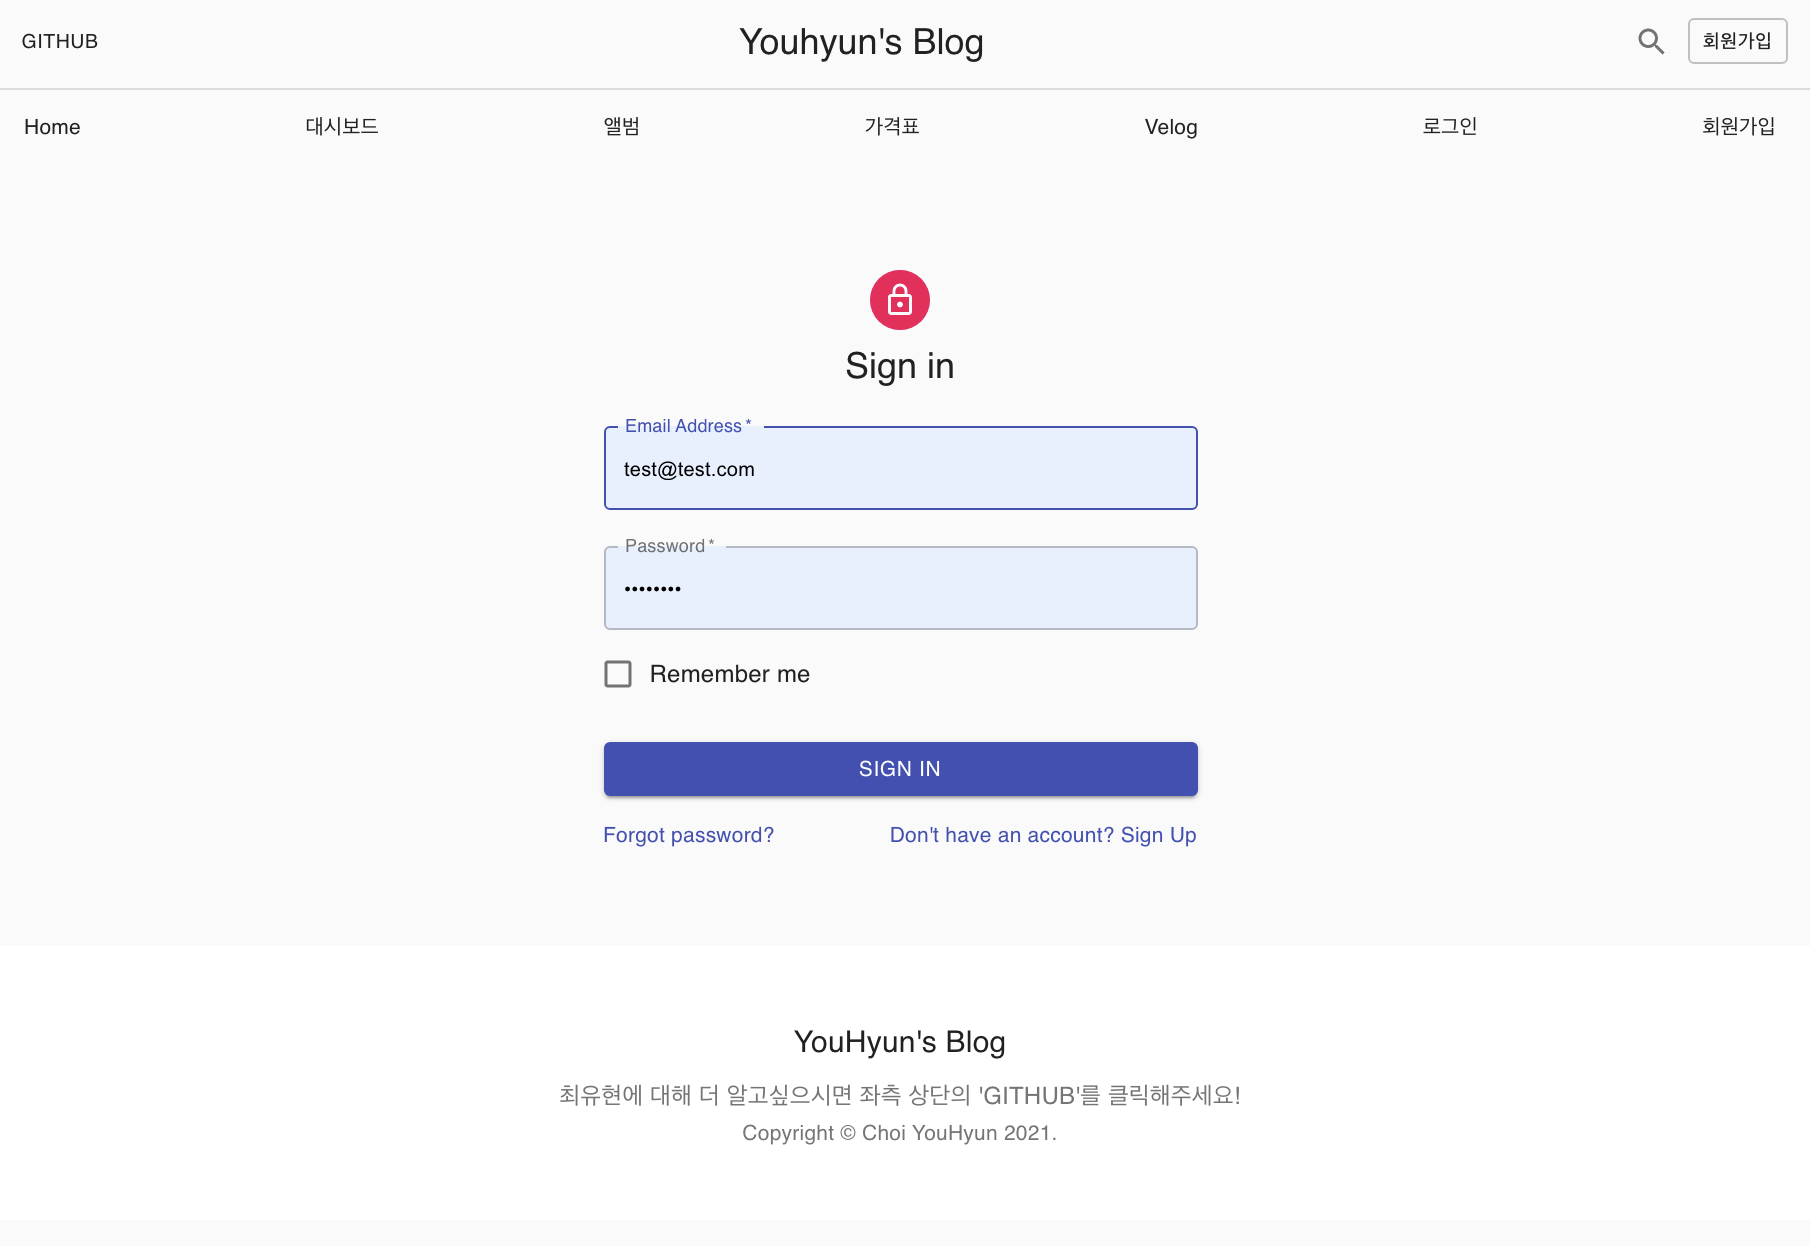 GITHUB
Youhyun's Blog
회원가입
Home 대시보드 앨범 가격표 Velog 로그인 회원가입
Sign in
Email Address *
test@test.com
Password *
••••••••
Remember me
SIGN IN
Forgot password? Don't have an account? Sign Up
YouHyun's Blog
최유현에 대해 더 알고싶으시면 좌측 상단의 'GITHUB'를 클릭해주세요!
Copyright © Choi YouHyun 2021.